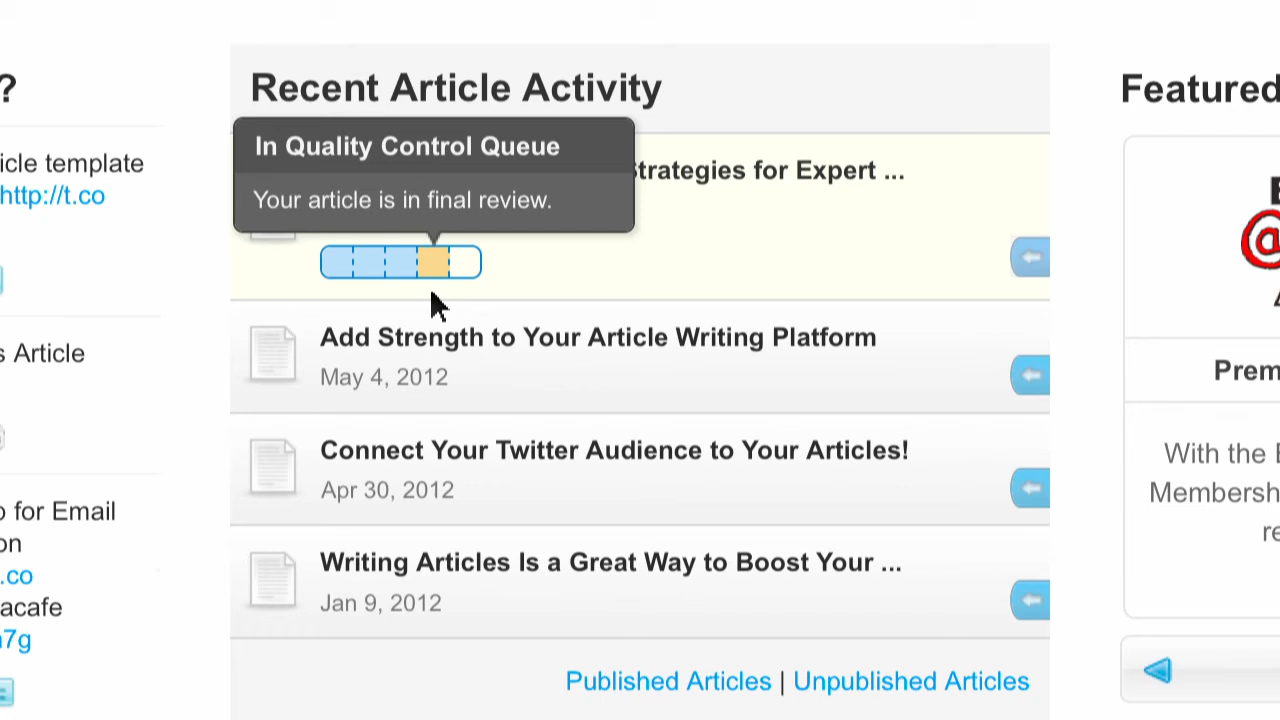 ?
icle template
http://t.co
s Article
o for Email
on
.co
acafe
n7g
Recent Article Activity
In Quality Control Queue
Your article is in final review.
trategies for Expert ...
Add Strength to Your Article Writing Platform
May 4, 2012
Connect Your Twitter Audience to Your Articles!
Apr 30, 2012
Writing Articles Is a Great Way to Boost Your ...
Jan 9, 2012
Published Articles | Unpublished Articles
Featured
E
@
Prem
With the E
Membersh
re